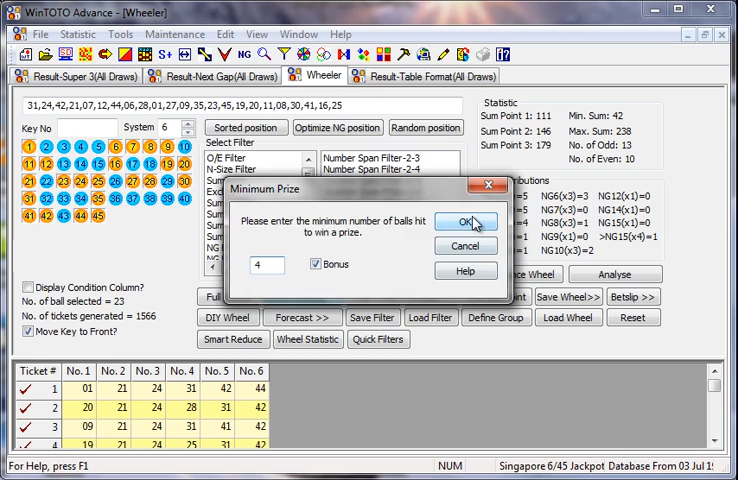 WinTOTO Advance - [Wheeler]
File Statistic Tools Maintenance Edit View Window Help
Result-Super 3(All Draws) Result-Next Gap(All Draws) Wheeler Result-Table Format(All Draws)
31,24,42,21,07,12,44,06,28,01,27,09,35,23,45,19,20,11,08,30,41,16,25
Key No System 6
Sorted position Optimize NG position Random position
Select Filter
O/E Filter
N-Size Filter
Number Span Filter-2-3
Number Span Filter-2-4
Statistic
Sum Point 1: 111 Min. Sum: 42
Sum Point 2: 146 Max. Sum: 238
Sum Point 3: 179 No. of Odd: 13
No. of Even: 10
1 2 3 4 5 6 7 8 9 10
11 12 13 14 15 16 17 18 19 20
21 22 23 24 25 26 27 28 29 30
31 32 33 34 35 36 37 38 39 40
41 42 43 44 45
NG6(x3)=3 NG12(x1)=0
NG14(x1)=0
NG15(x1)=0
NG9(x1)=0 >NG15(x4)=1
NG10(x3)=2
Minimum Prize
Please enter the minimum number of balls hit
to win a prize.
4 Bonus
OK
Cancel
Help
Display Condition Column?
No. of ball selected = 23
No. of tickets generated = 1566
Move Key to Front?
Wheel Analyse
Full Save Wheel>> Betslip >>
DIY Wheel Forecast >> Save Filter Load Filter Define Group Load Wheel Reset
Smart Reduce Wheel Statistic Quick Filters
Ticket # No. 1 No. 2 No. 3 No. 4 No. 5 No. 6
1 01 21 24 31 42 44
2 20 21 24 28 31 42
3 09 21 24 31 41 42
4 19 21 24 25 31 42
For Help, press F1 NUM Singapore 6/45 Jackpot Database From 03 Jul